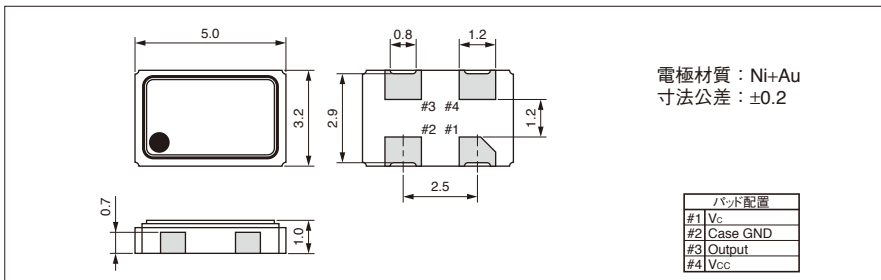 5.0
3.2
0.7
1.0
0.8
1.2
2.9
#3 #4
#2 #1
1.2
2.5
電極材質：Ni+Au
寸法公差：±0.2
パッド配置
#1 Vc
#2 Case GND
#3 Output
#4 Vcc